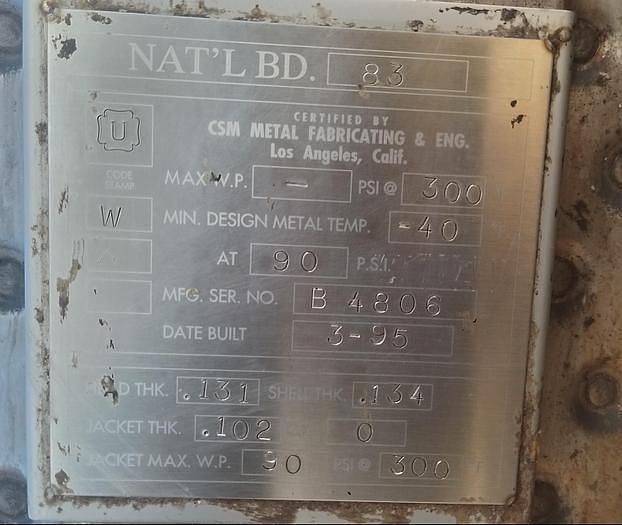 NAT'L BD. 83
U
CERTIFIED BY
CSM METAL FABRICATING & ENG.
Los Angeles, Calif.
CODE STAMP
MAX W.P. – PSI @ 300
W
MIN. DESIGN METAL TEMP. -40
AT 90 P.S.I.
MFG. SER. NO. B 4806
DATE BUILT 3-95
HEAD THK. .131 SHELL THK. .134
JACKET THK. .102 0
JACKET MAX. W.P. 90 PSI @ 300